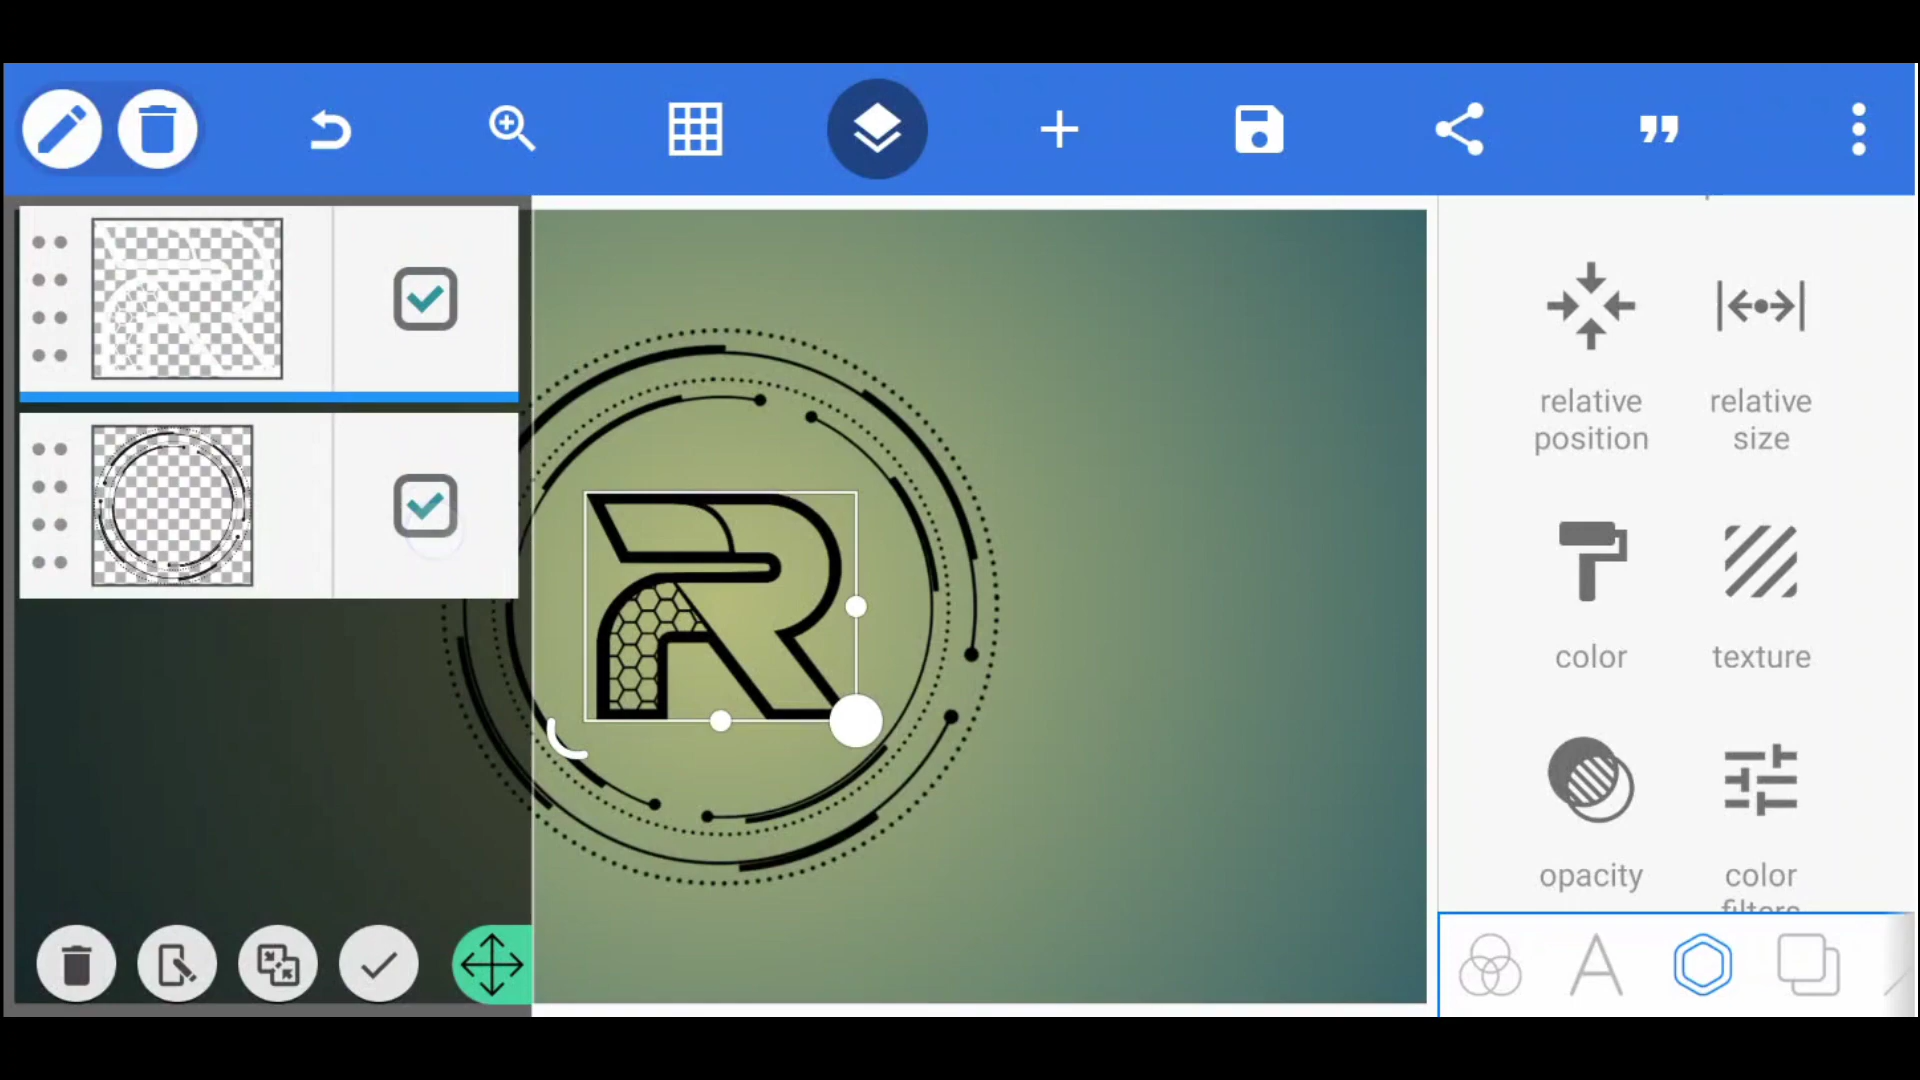 relative
position
relative
size
color
texture
opacity
color
filters
R